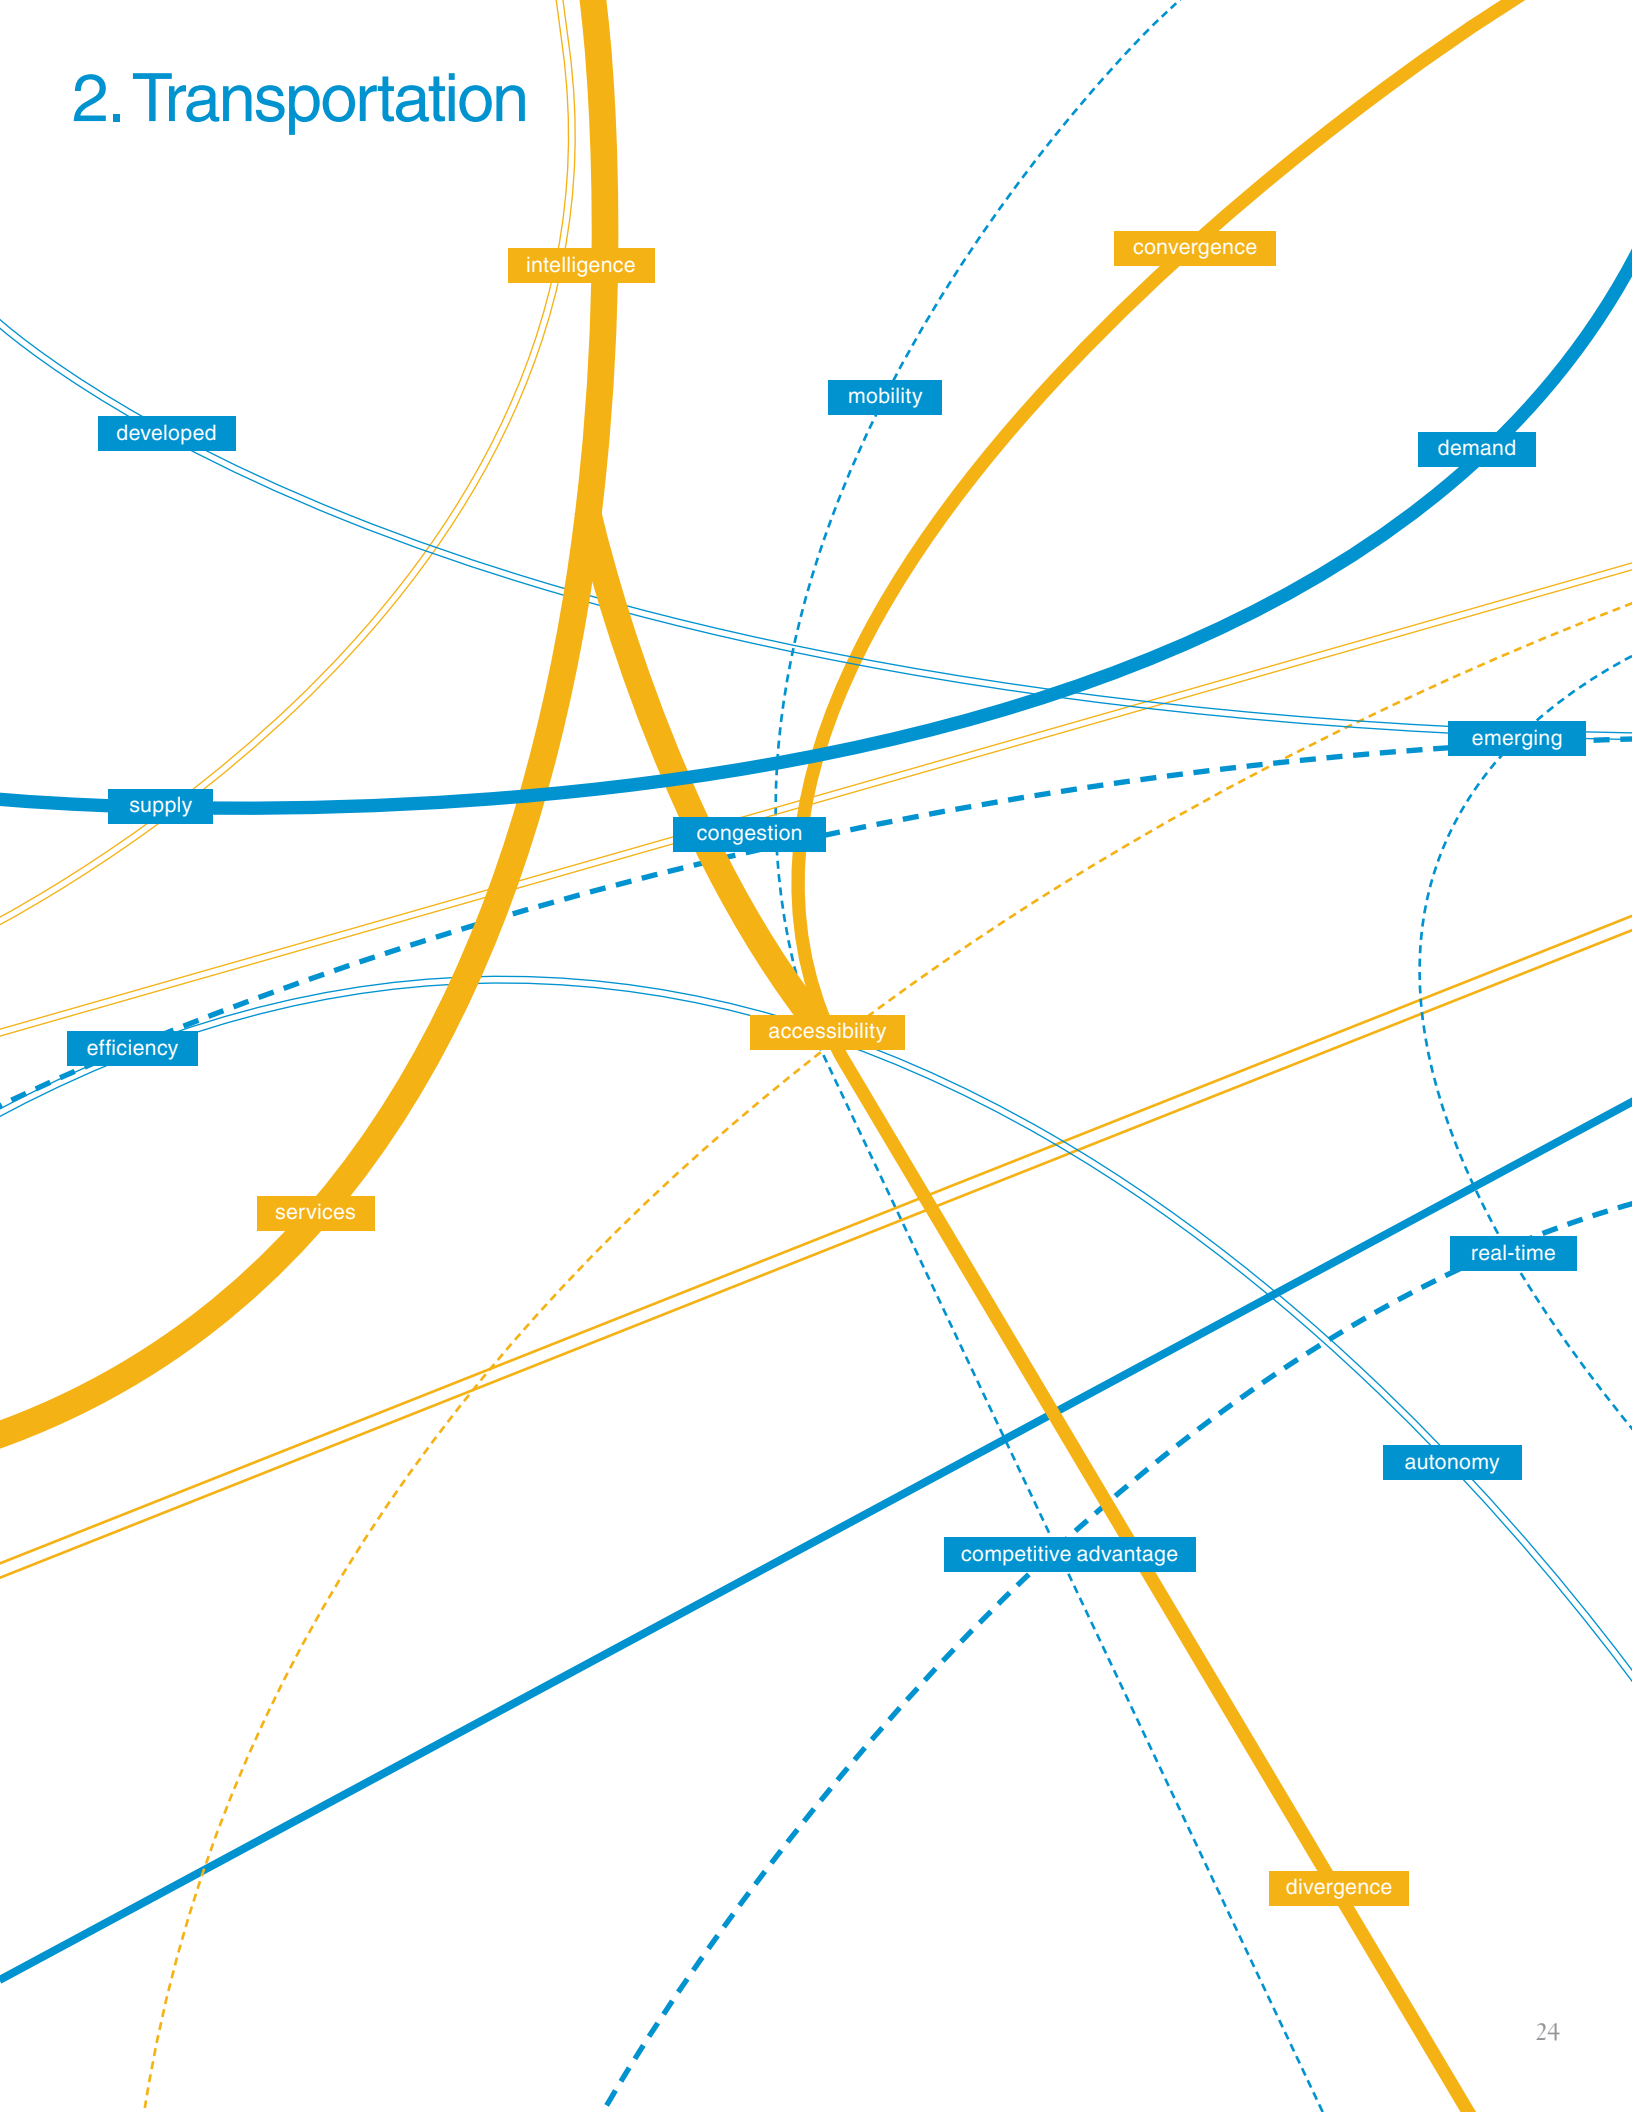 2. Transportation
convergence
intelligence
mobility
developed
demand
emerging
supply
congestion
accessibility
efficiency
services
real-time
autonomy
competitive advantage
divergence
24